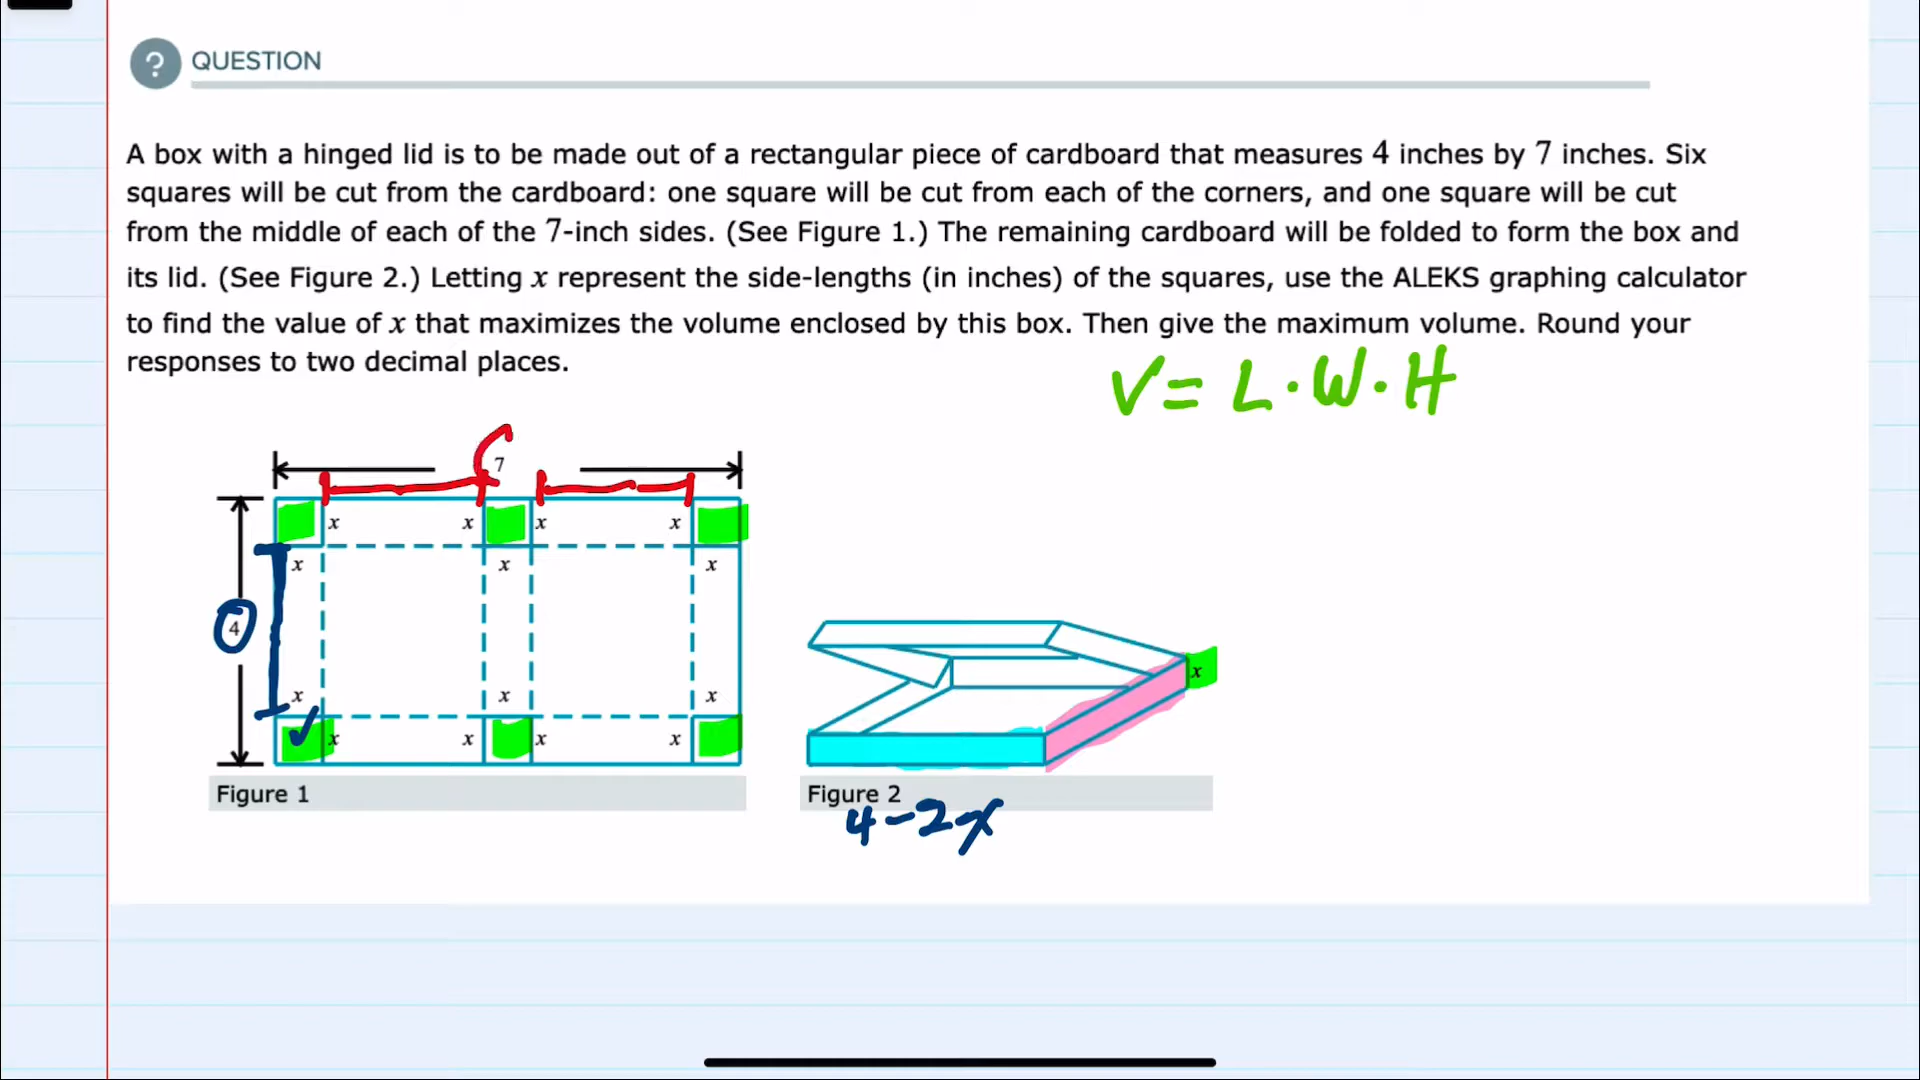 ? QUESTION
A box with a hinged lid is to be made out of a rectangular piece of cardboard that measures 4 inches by 7 inches. Six
squares will be cut from the cardboard: one square will be cut from each of the corners, and one square will be cut
from the middle of each of the 7-inch sides. (See Figure 1.) The remaining cardboard will be folded to form the box and
its lid. (See Figure 2.) Letting x represent the side-lengths (in inches) of the squares, use the ALEKS graphing calculator
to find the value of x that maximizes the volume enclosed by this box. Then give the maximum volume. Round your
responses to two decimal places.
V = L · W · H
7
x x x x
x x x
4
x
x x x
x x x x
Figure 1
Figure 2
4-2x